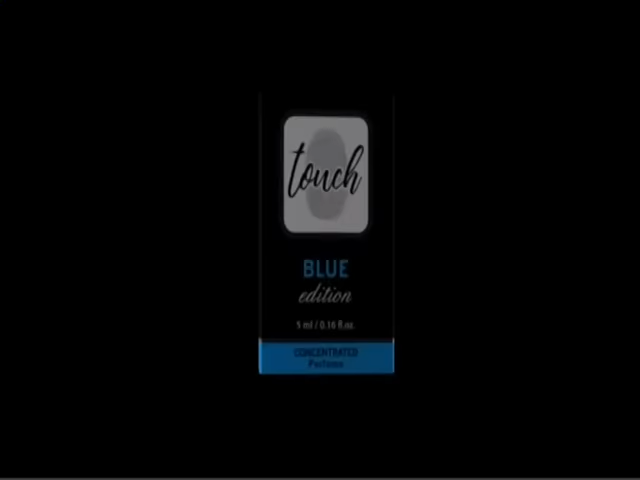 touch
BLUE
edition
5 ml / 0.16 fl.oz.
CONCENTRATED
Perfume